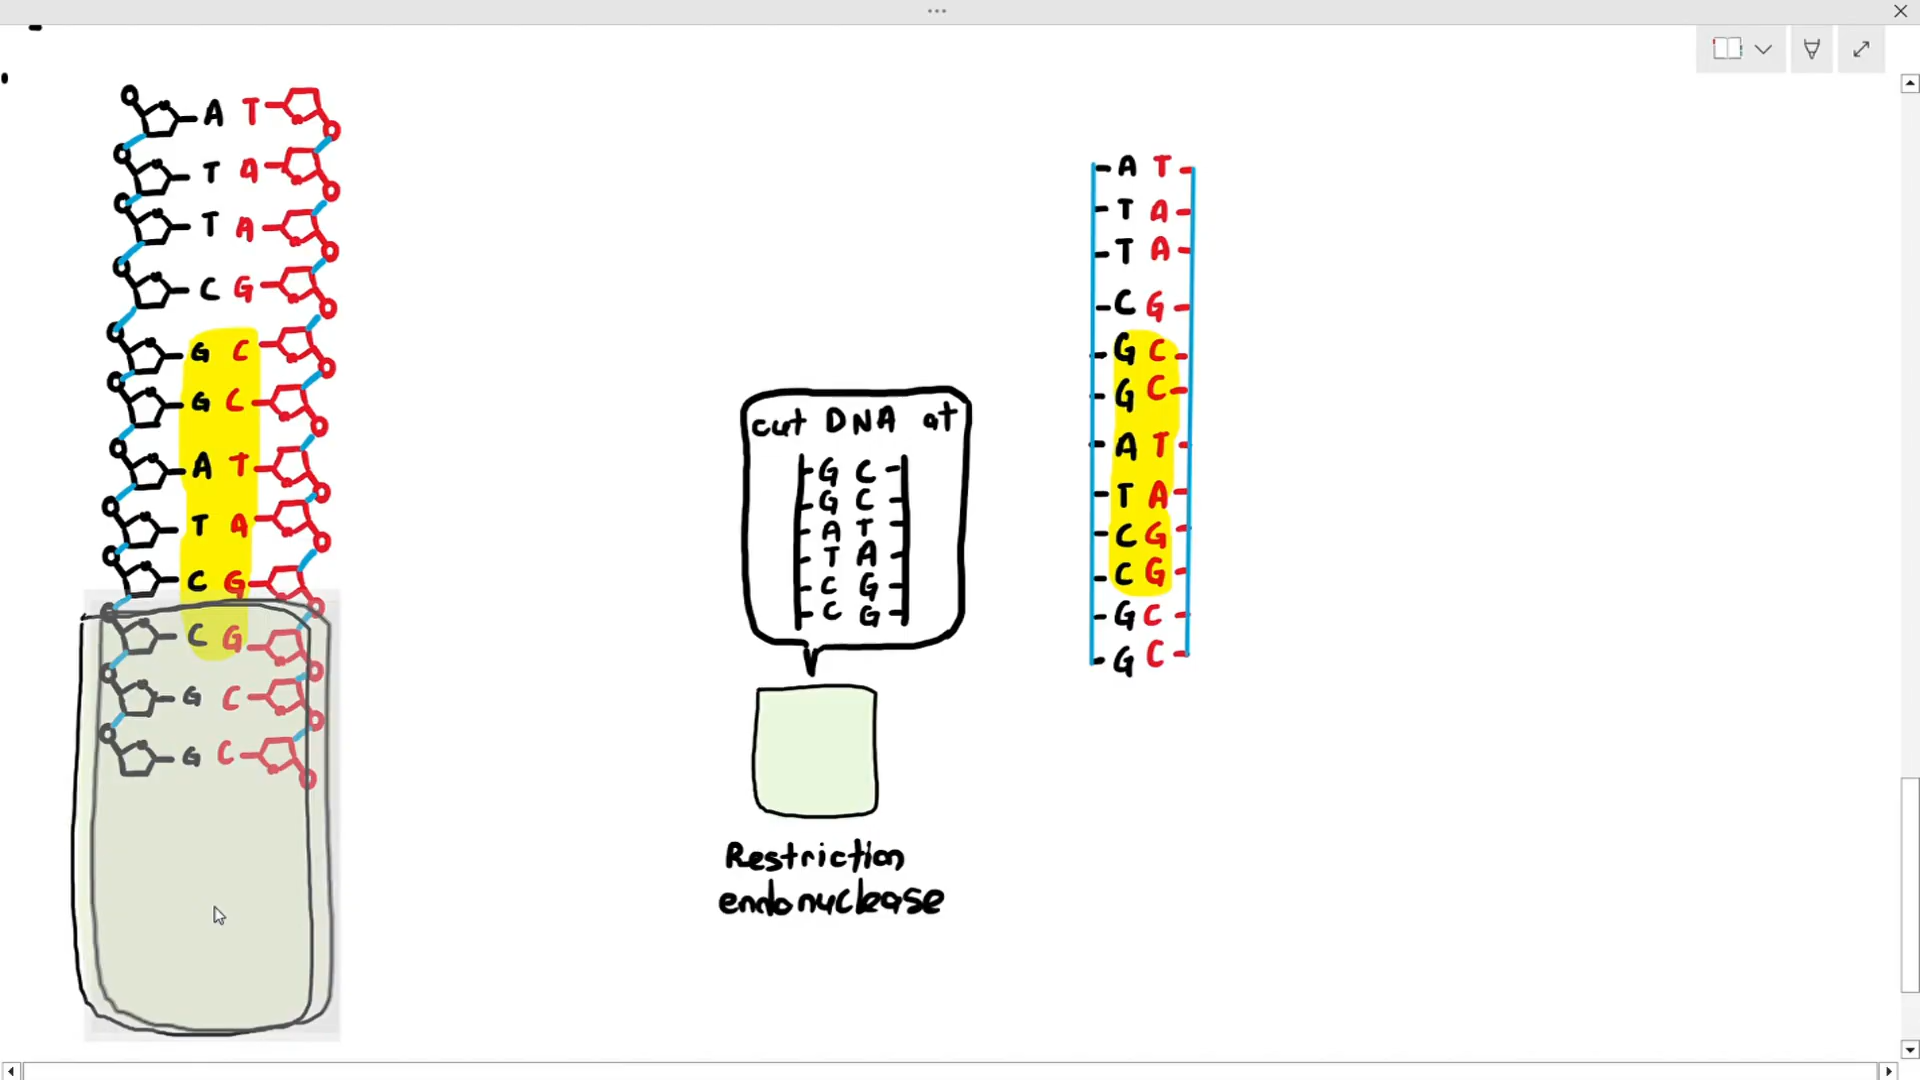 A T
T A
T A
C G
G C
G C
A T
T A
C G
C G
G C
G C
cut DNA at
G C
G C
A T
T A
C G
C G
Restriction
endonuclease
A T
T A
T A
C G
G C
G C
A T
T A
C G
C G
G C
G C